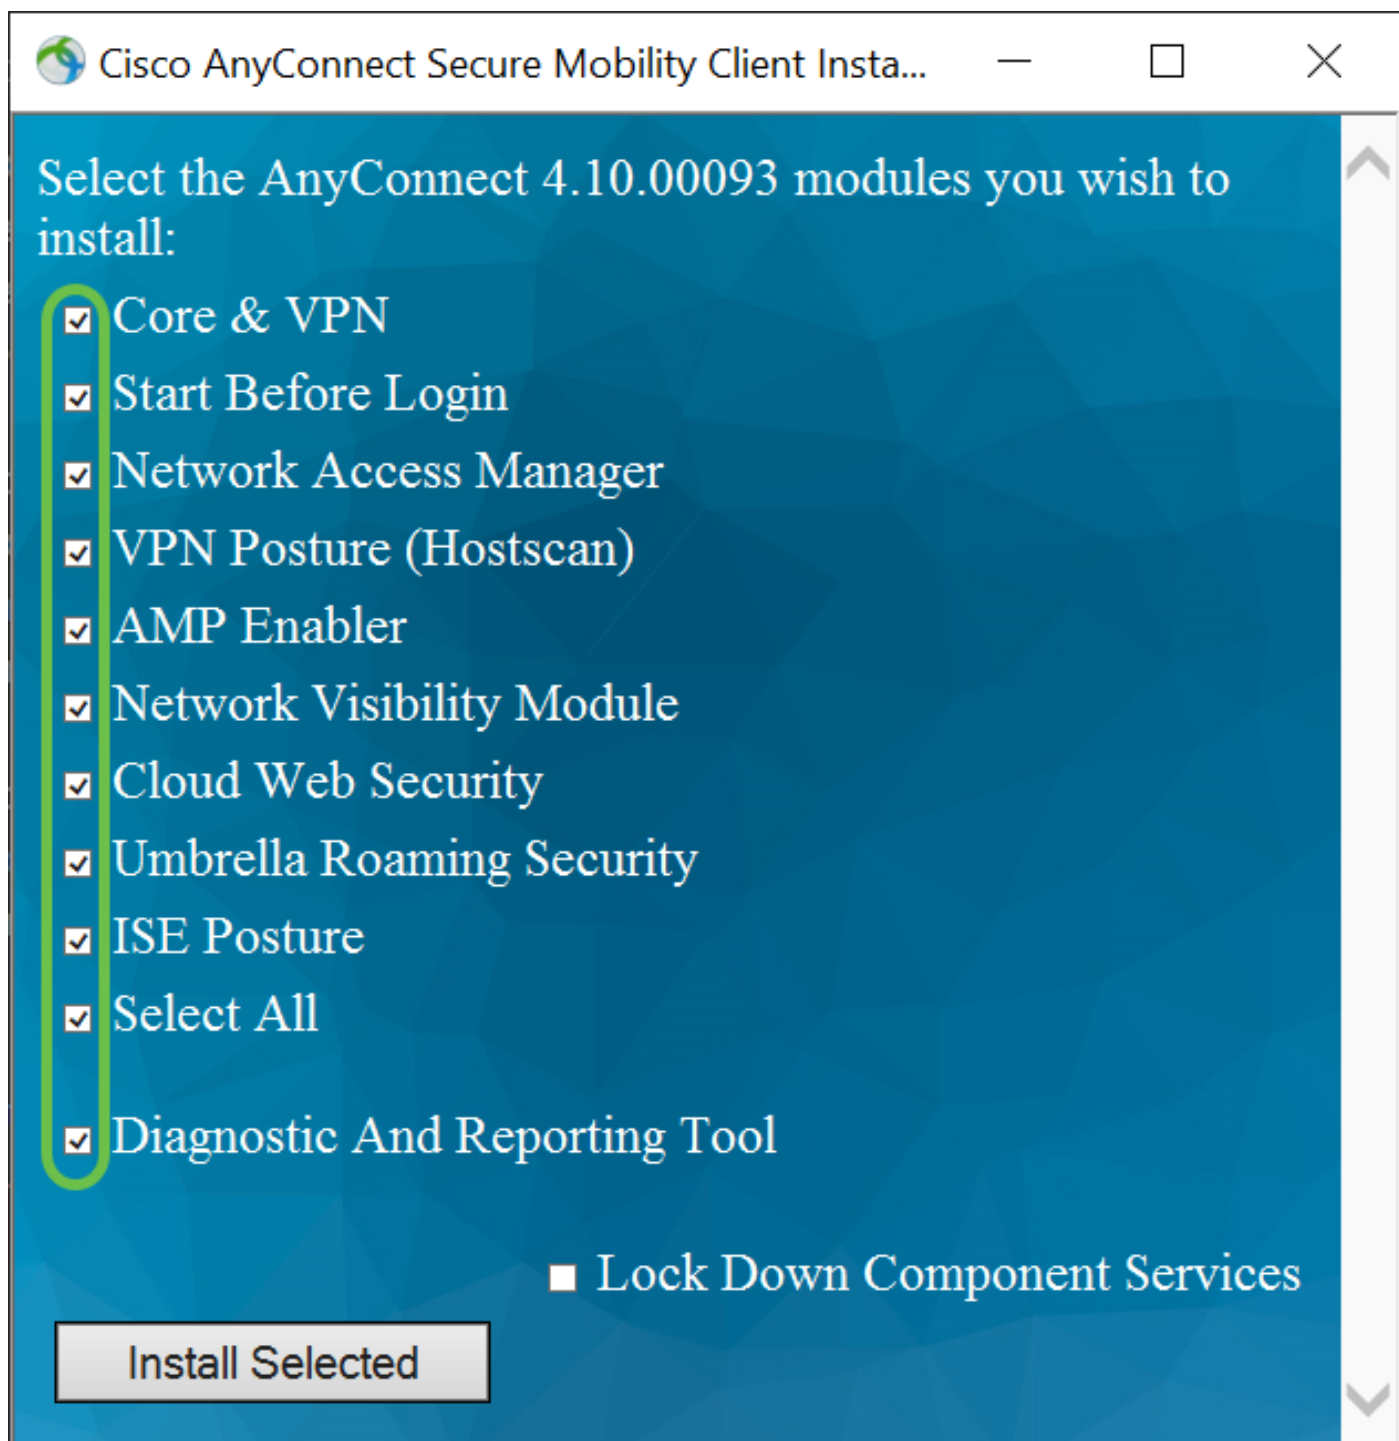 Cisco AnyConnect Secure Mobility Client Insta...
Select the AnyConnect 4.10.00093 modules you wish to
install:
Core & VPN
Start Before Login
Network Access Manager
VPN Posture (Hostscan)
AMP Enabler
Network Visibility Module
Cloud Web Security
Umbrella Roaming Security
ISE Posture
Select All
Diagnostic And Reporting Tool
Lock Down Component Services
Install Selected